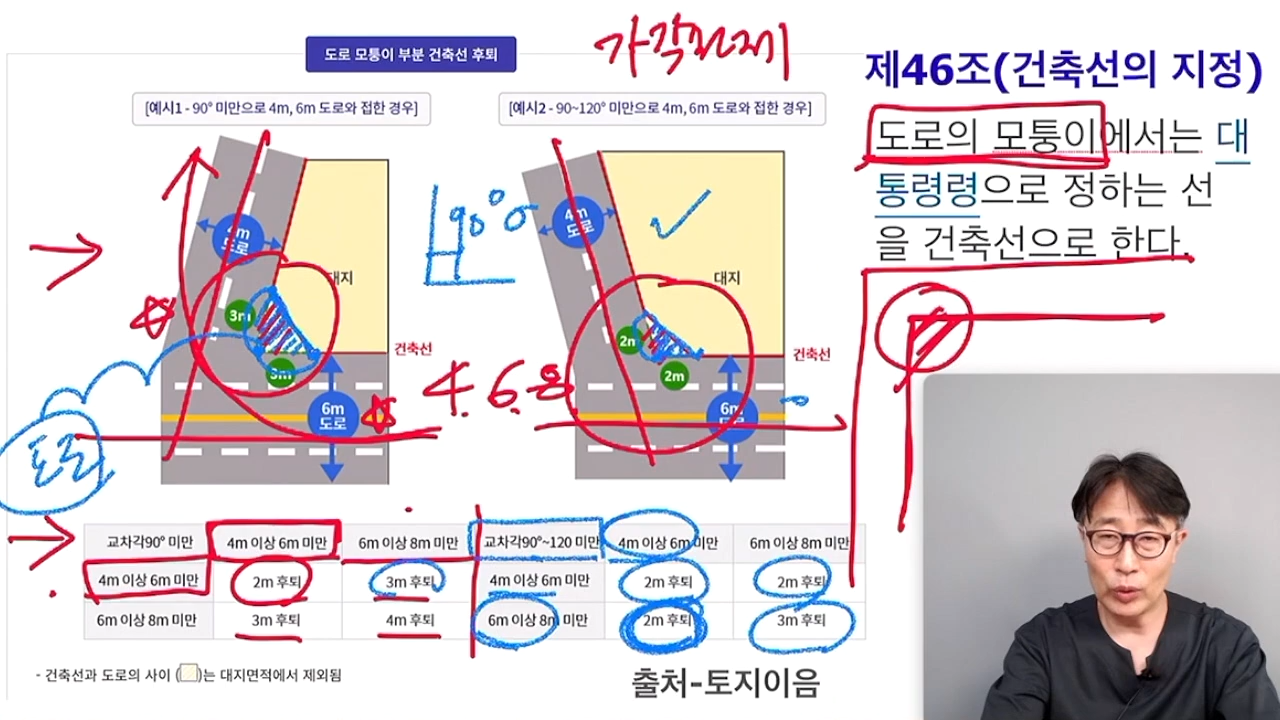 도로 모퉁이 부분 건축선 후퇴
가각전제
[예시1 - 90° 미만으로 4m, 6m 도로와 접한 경우]
[예시2 - 90~120° 미만으로 4m, 6m 도로와 접한 경우]
4m
도로
대지
3m
3m
건축선
6m
도로
90°
4m
도로
대지
2m
2m
건축선
6m
도로
4.6.8
도로
교차각90° 미만 4m 이상 6m 미만 6m 이상 8m 미만 교차각90°~120 미만 4m 이상 6m 미만 6m 이상 8m 미만
4m 이상 6m 미만 2m 후퇴 3m 후퇴 4m 이상 6m 미만 2m 후퇴 2m 후퇴
6m 이상 8m 미만 3m 후퇴 4m 후퇴 6m 이상 8m 미만 2m 후퇴 3m 후퇴
- 건축선과 도로의 사이 ( )는 대지면적에서 제외됨
출처-토지이음
제46조(건축선의 지정)
도로의 모퉁이에서는 대
통령령으로 정하는 선
을 건축선으로 한다.